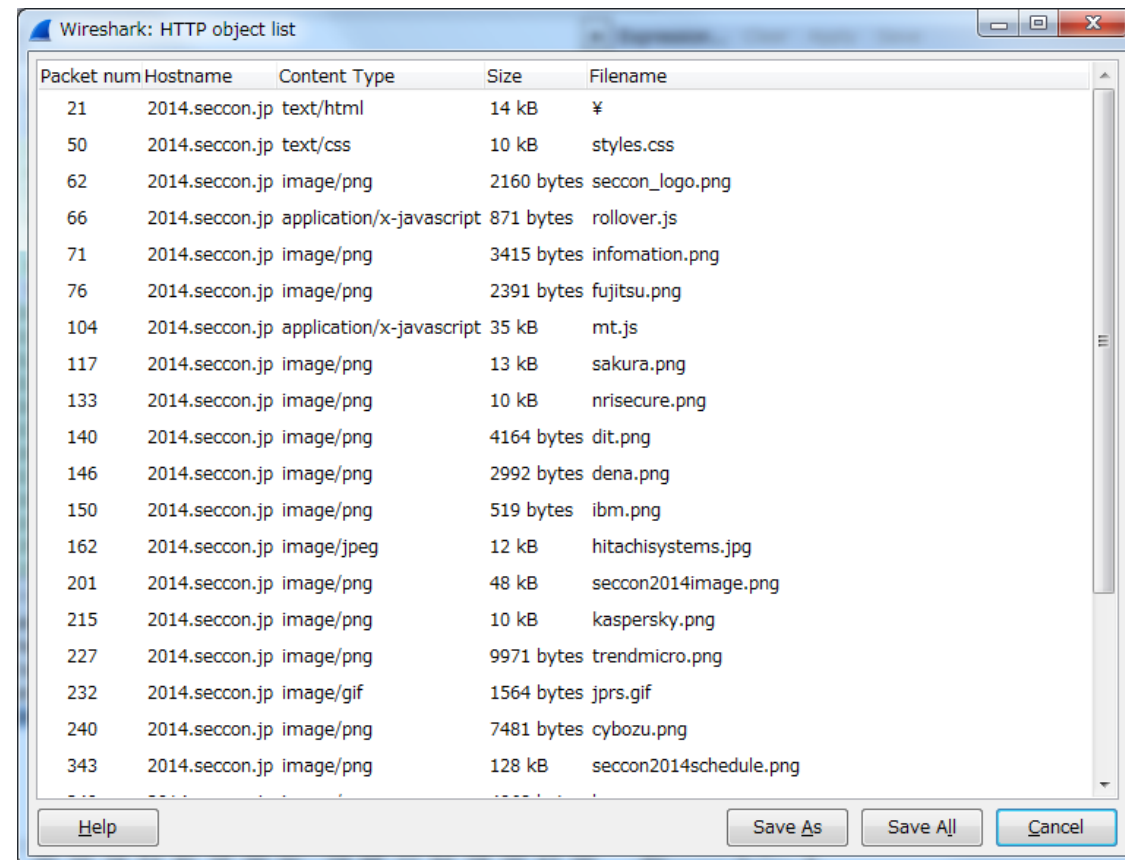 Wireshark: HTTP object list
Packet num Hostname Content Type Size Filename
21 2014.seccon.jp text/html 14 kB ¥
50 2014.seccon.jp text/css 10 kB styles.css
62 2014.seccon.jp image/png 2160 bytes seccon_logo.png
66 2014.seccon.jp application/x-javascript 871 bytes rollover.js
71 2014.seccon.jp image/png 3415 bytes infomation.png
76 2014.seccon.jp image/png 2391 bytes fujitsu.png
104 2014.seccon.jp application/x-javascript 35 kB mt.js
117 2014.seccon.jp image/png 13 kB sakura.png
133 2014.seccon.jp image/png 10 kB nrisecure.png
140 2014.seccon.jp image/png 4164 bytes dit.png
146 2014.seccon.jp image/png 2992 bytes dena.png
150 2014.seccon.jp image/png 519 bytes ibm.png
162 2014.seccon.jp image/jpeg 12 kB hitachisystems.jpg
201 2014.seccon.jp image/png 48 kB seccon2014image.png
215 2014.seccon.jp image/png 10 kB kaspersky.png
227 2014.seccon.jp image/png 9971 bytes trendmicro.png
232 2014.seccon.jp image/gif 1564 bytes jprs.gif
240 2014.seccon.jp image/png 7481 bytes cybozu.png
343 2014.seccon.jp image/png 128 kB seccon2014schedule.png
Help Save As Save All Cancel